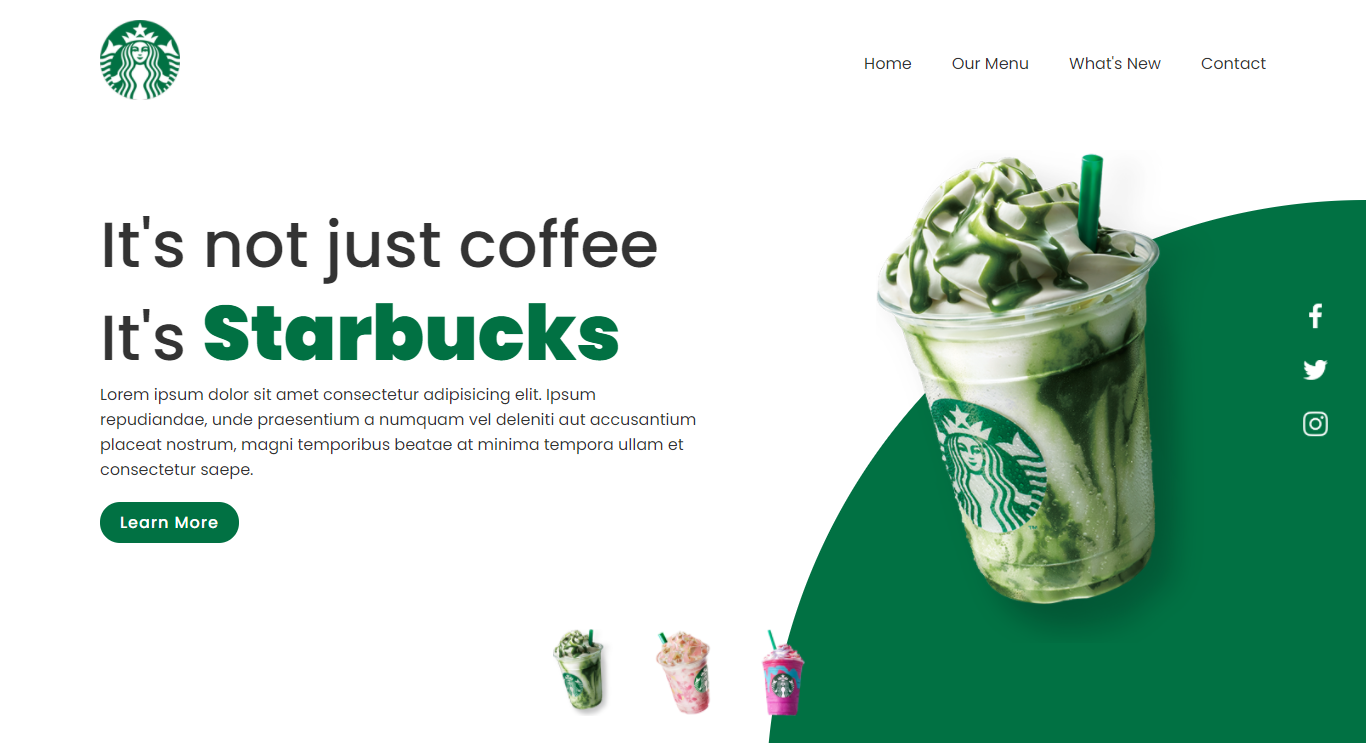 Home Our Menu What's New Contact
It's not just coffee
It's Starbucks
Lorem ipsum dolor sit amet consectetur adipisicing elit. Ipsum
repudiandae, unde praesentium a numquam vel deleniti aut accusantium
placeat nostrum, magni temporibus beatae at minima tempora ullam et
consectetur saepe.
Learn More